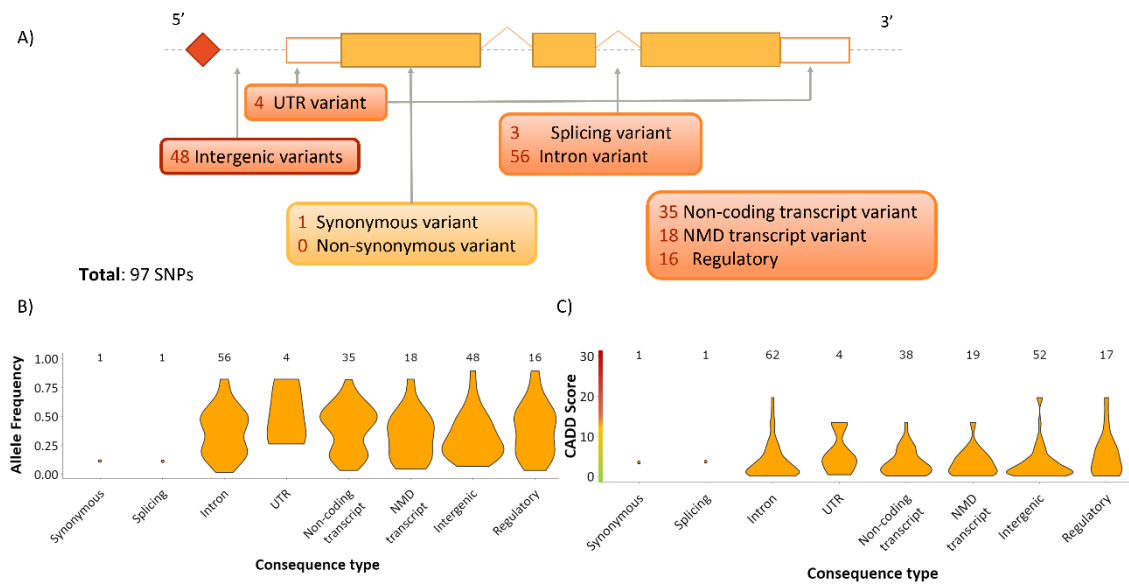 A)
5’
3’
4 UTR variant
48 Intergenic variants
3 Splicing variant
56 Intron variant
1 Synonymous variant
0 Non-synonymous variant
35 Non-coding transcript variant
18 NMD transcript variant
16 Regulatory
Total: 97 SNPs
B)
Allele Frequency
1.00
0.75
0.50
0.25
0.00
1 1 56 4 35 18 48 16
Synonymous
Splicing
Intron
UTR
Non-coding
transcript
NMD
transcript
Intergenic
Regulatory
Consequence type
C)
CADD Score
30
20
10
0
1 1 62 4 38 19 52 17
Synonymous
Splicing
Intron
UTR
Non-coding
transcript
NMD
transcript
Intergenic
Regulatory
Consequence type